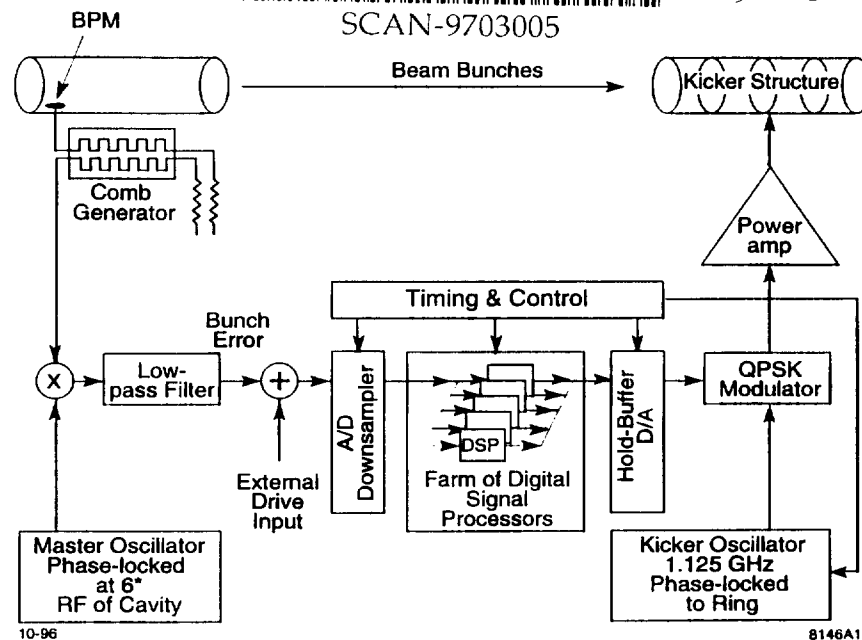 SCAN-9703005
BPM
Beam Bunches
Kicker Structure
Comb
Generator
Power
amp
Timing & Control
Bunch
Error
x
Low-
pass Filter
+
A/D
Downsampler
DSP
Farm of Digital
Signal
Processors
Hold-Buffer
D/A
QPSK
Modulator
External
Drive
Input
Master Oscillator
Phase-locked
at 6*
RF of Cavity
Kicker Oscillator
1.125 GHz
Phase-locked
to Ring
10-96
8146A1